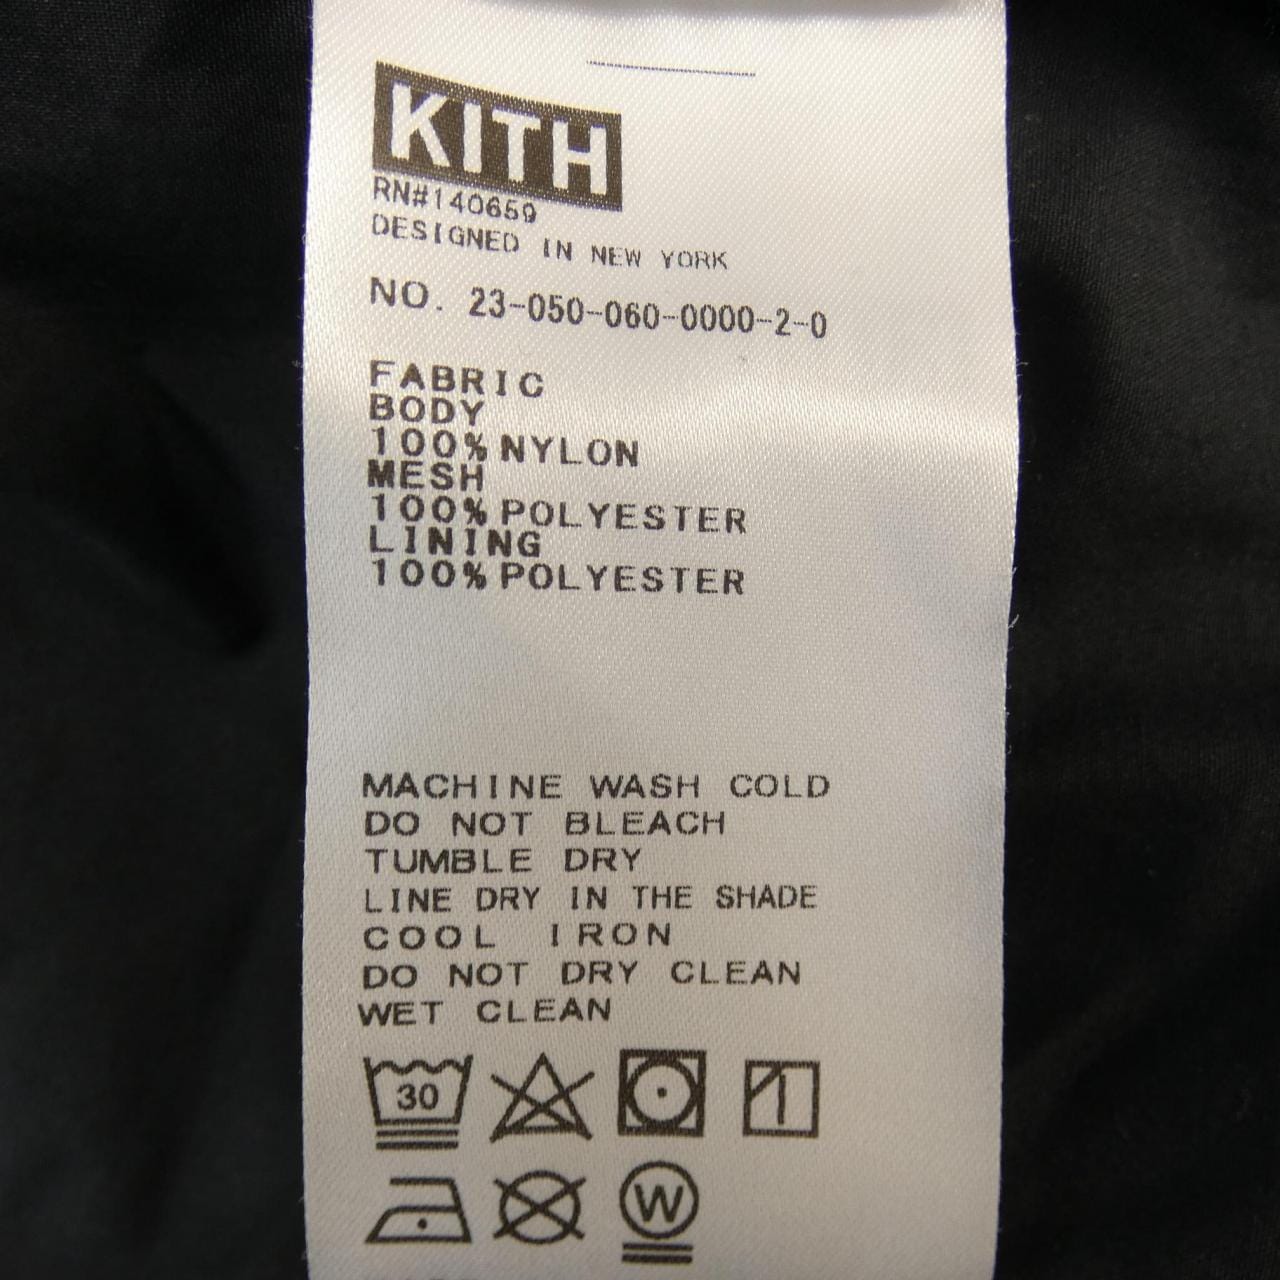 KITH
RN#140659
DESIGNED IN NEW YORK
NO. 23-050-060-0000-2-0
FABRIC
BODY
100% NYLON
MESH
100% POLYESTER
LINING
100% POLYESTER
MACHINE WASH COLD
DO NOT BLEACH
TUMBLE DRY
LINE DRY IN THE SHADE
COOL IRON
DO NOT DRY CLEAN
WET CLEAN
30
W